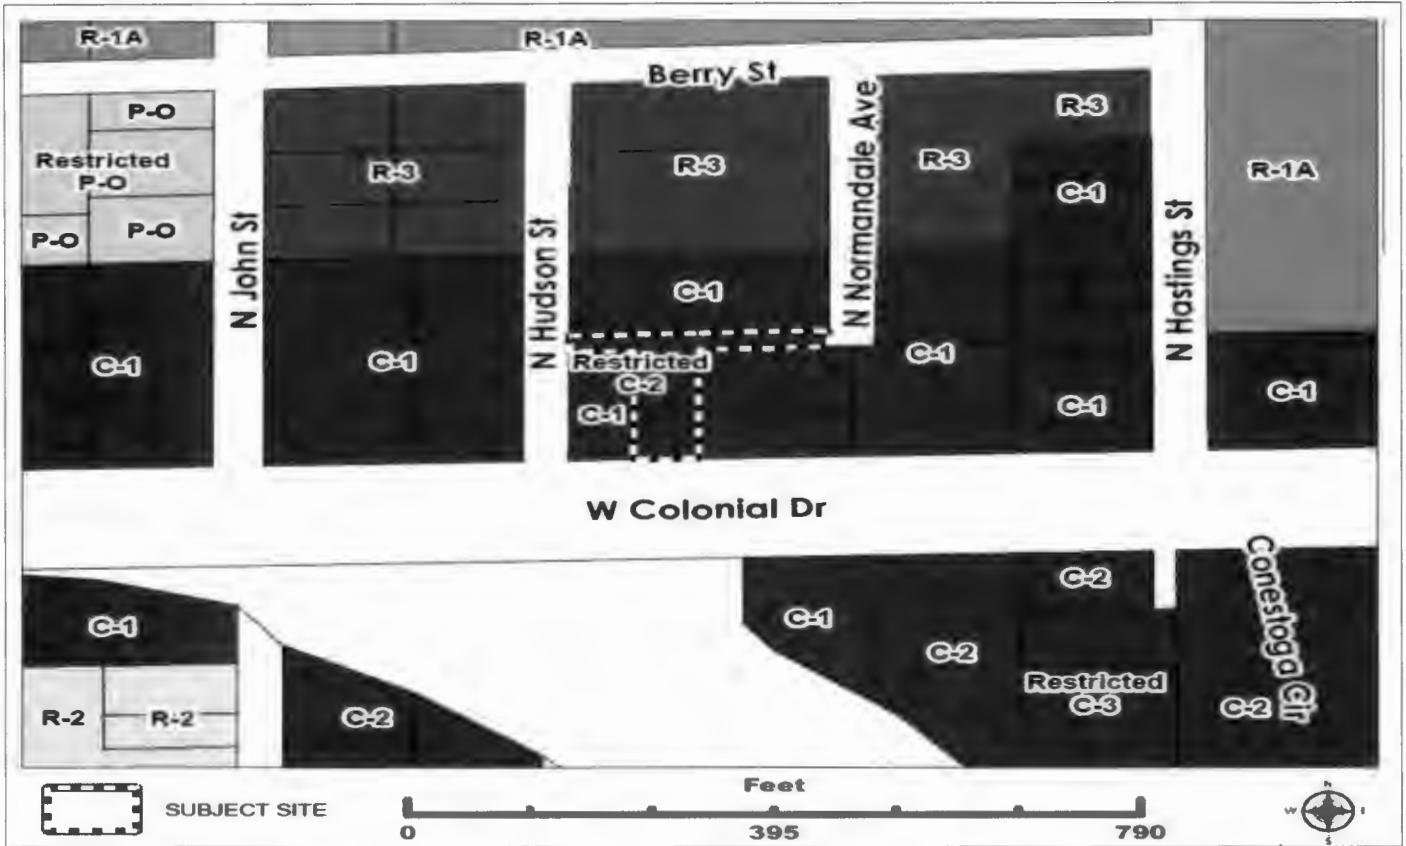 R-1A
R-1A
Berry St
P-O
R-3
Restricted
P-O
R-3
R-3
R-3
C-1
R-1A
P-O
P-O
N John St
N Hudson St
N Normandale Ave
N Hastings St
C-1
C-1
C-1
C-1
Restricted
C-2
C-1
C-1
C-1
W Colonial Dr
Conestoga Cir
C-2
C-1
C-1
C-2
Restricted
C-3
R-2
R-2
C-2
C-2
SUBJECT SITE
Feet
0
395
790
N
W
E
S